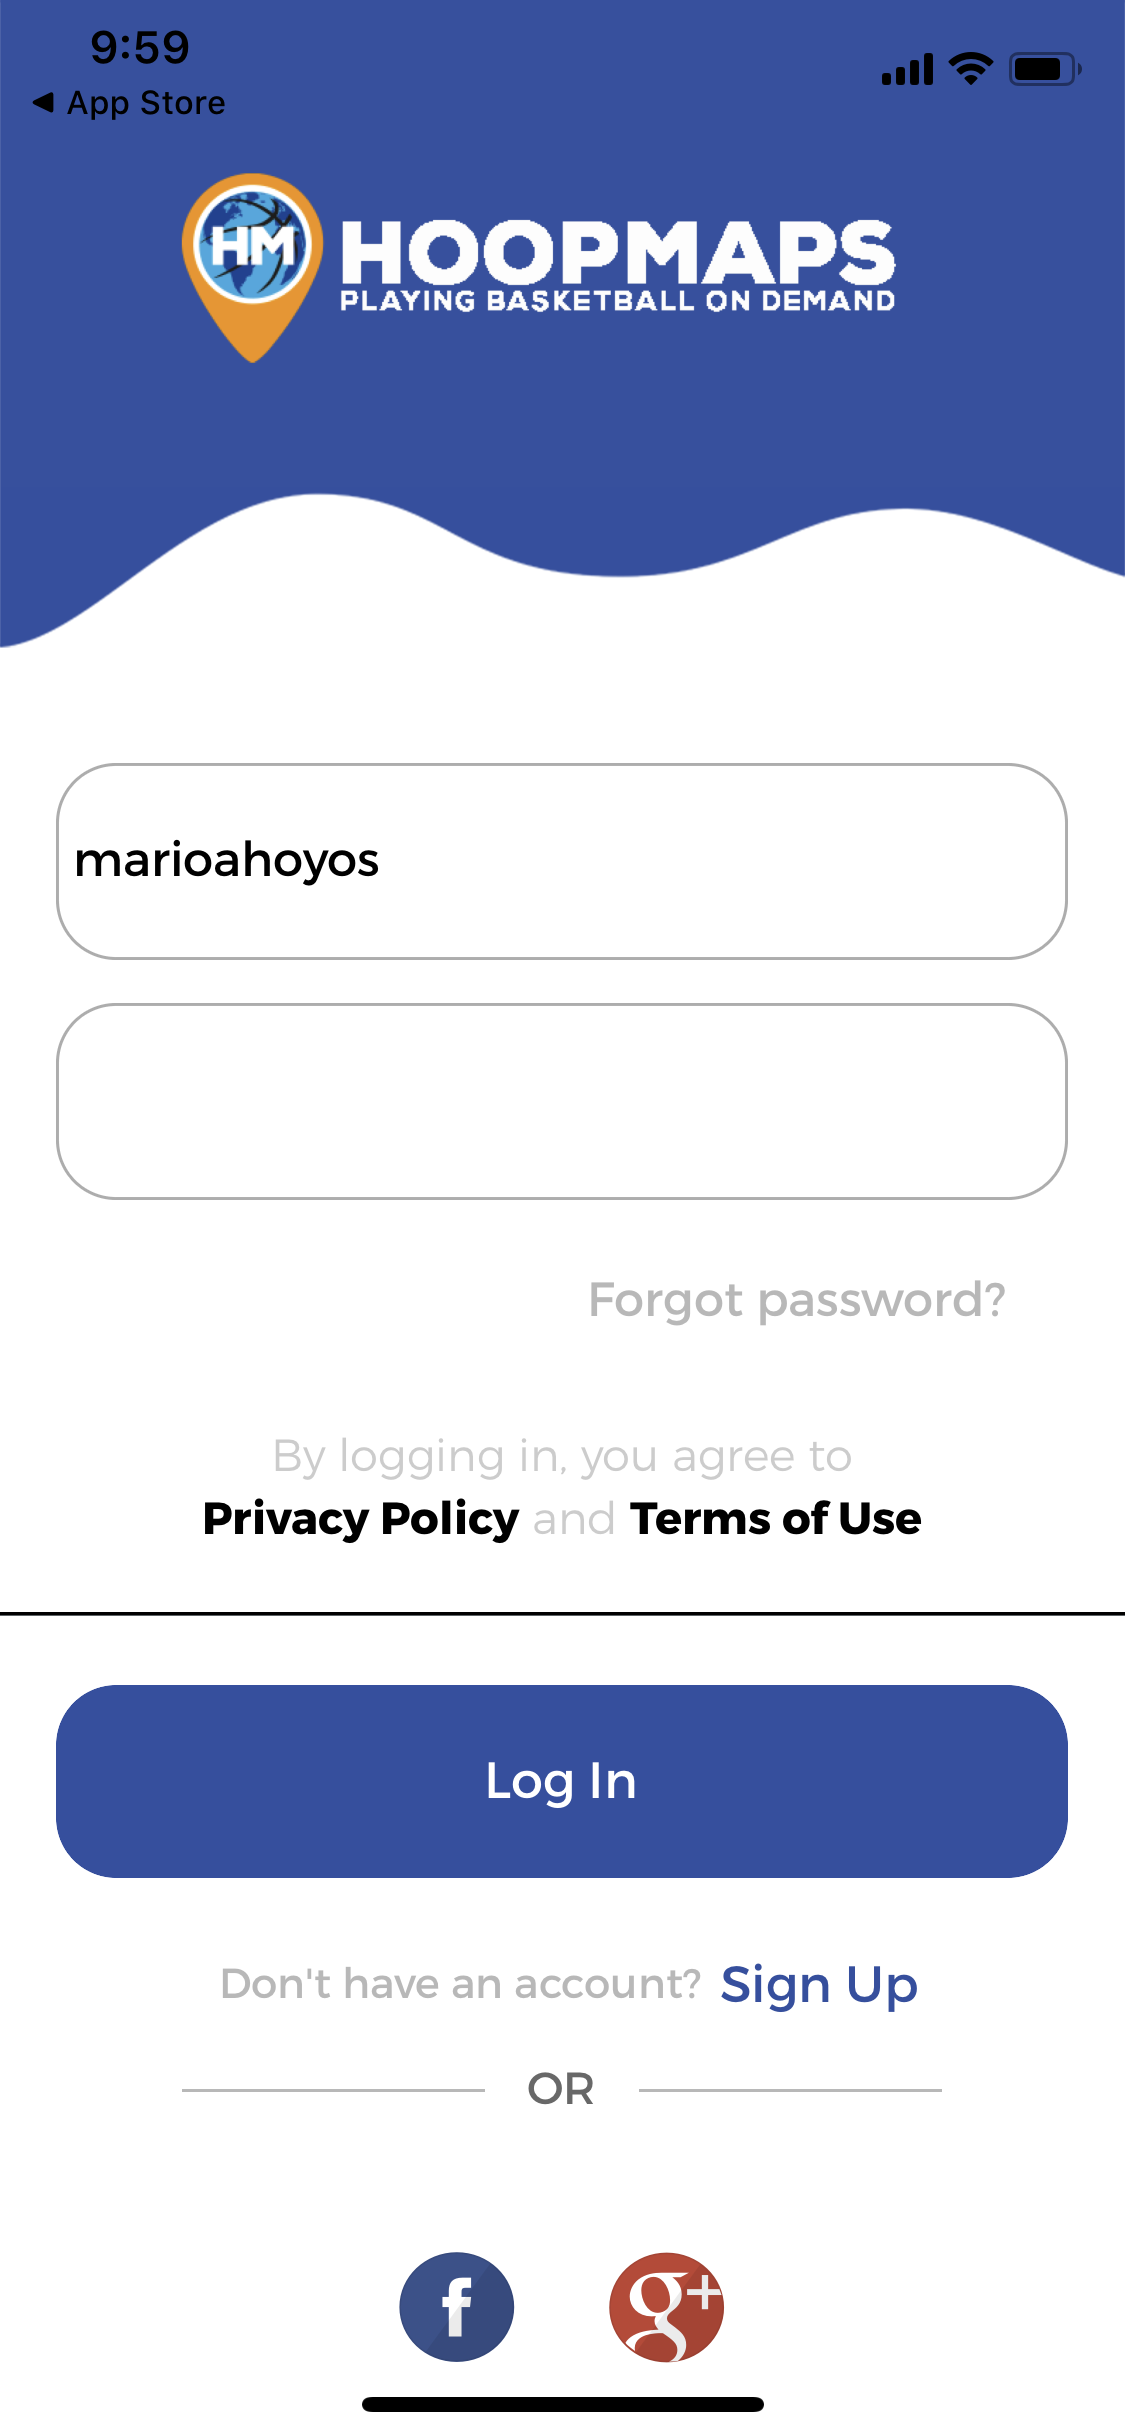 9:59
◀ App Store
HM
HOOPMAPS
PLAYING BASKETBALL ON DEMAND
marioahoyos
Forgot password?
By logging in, you agree to
Privacy Policy and Terms of Use
Log In
Don't have an account? Sign Up
OR
f
g+